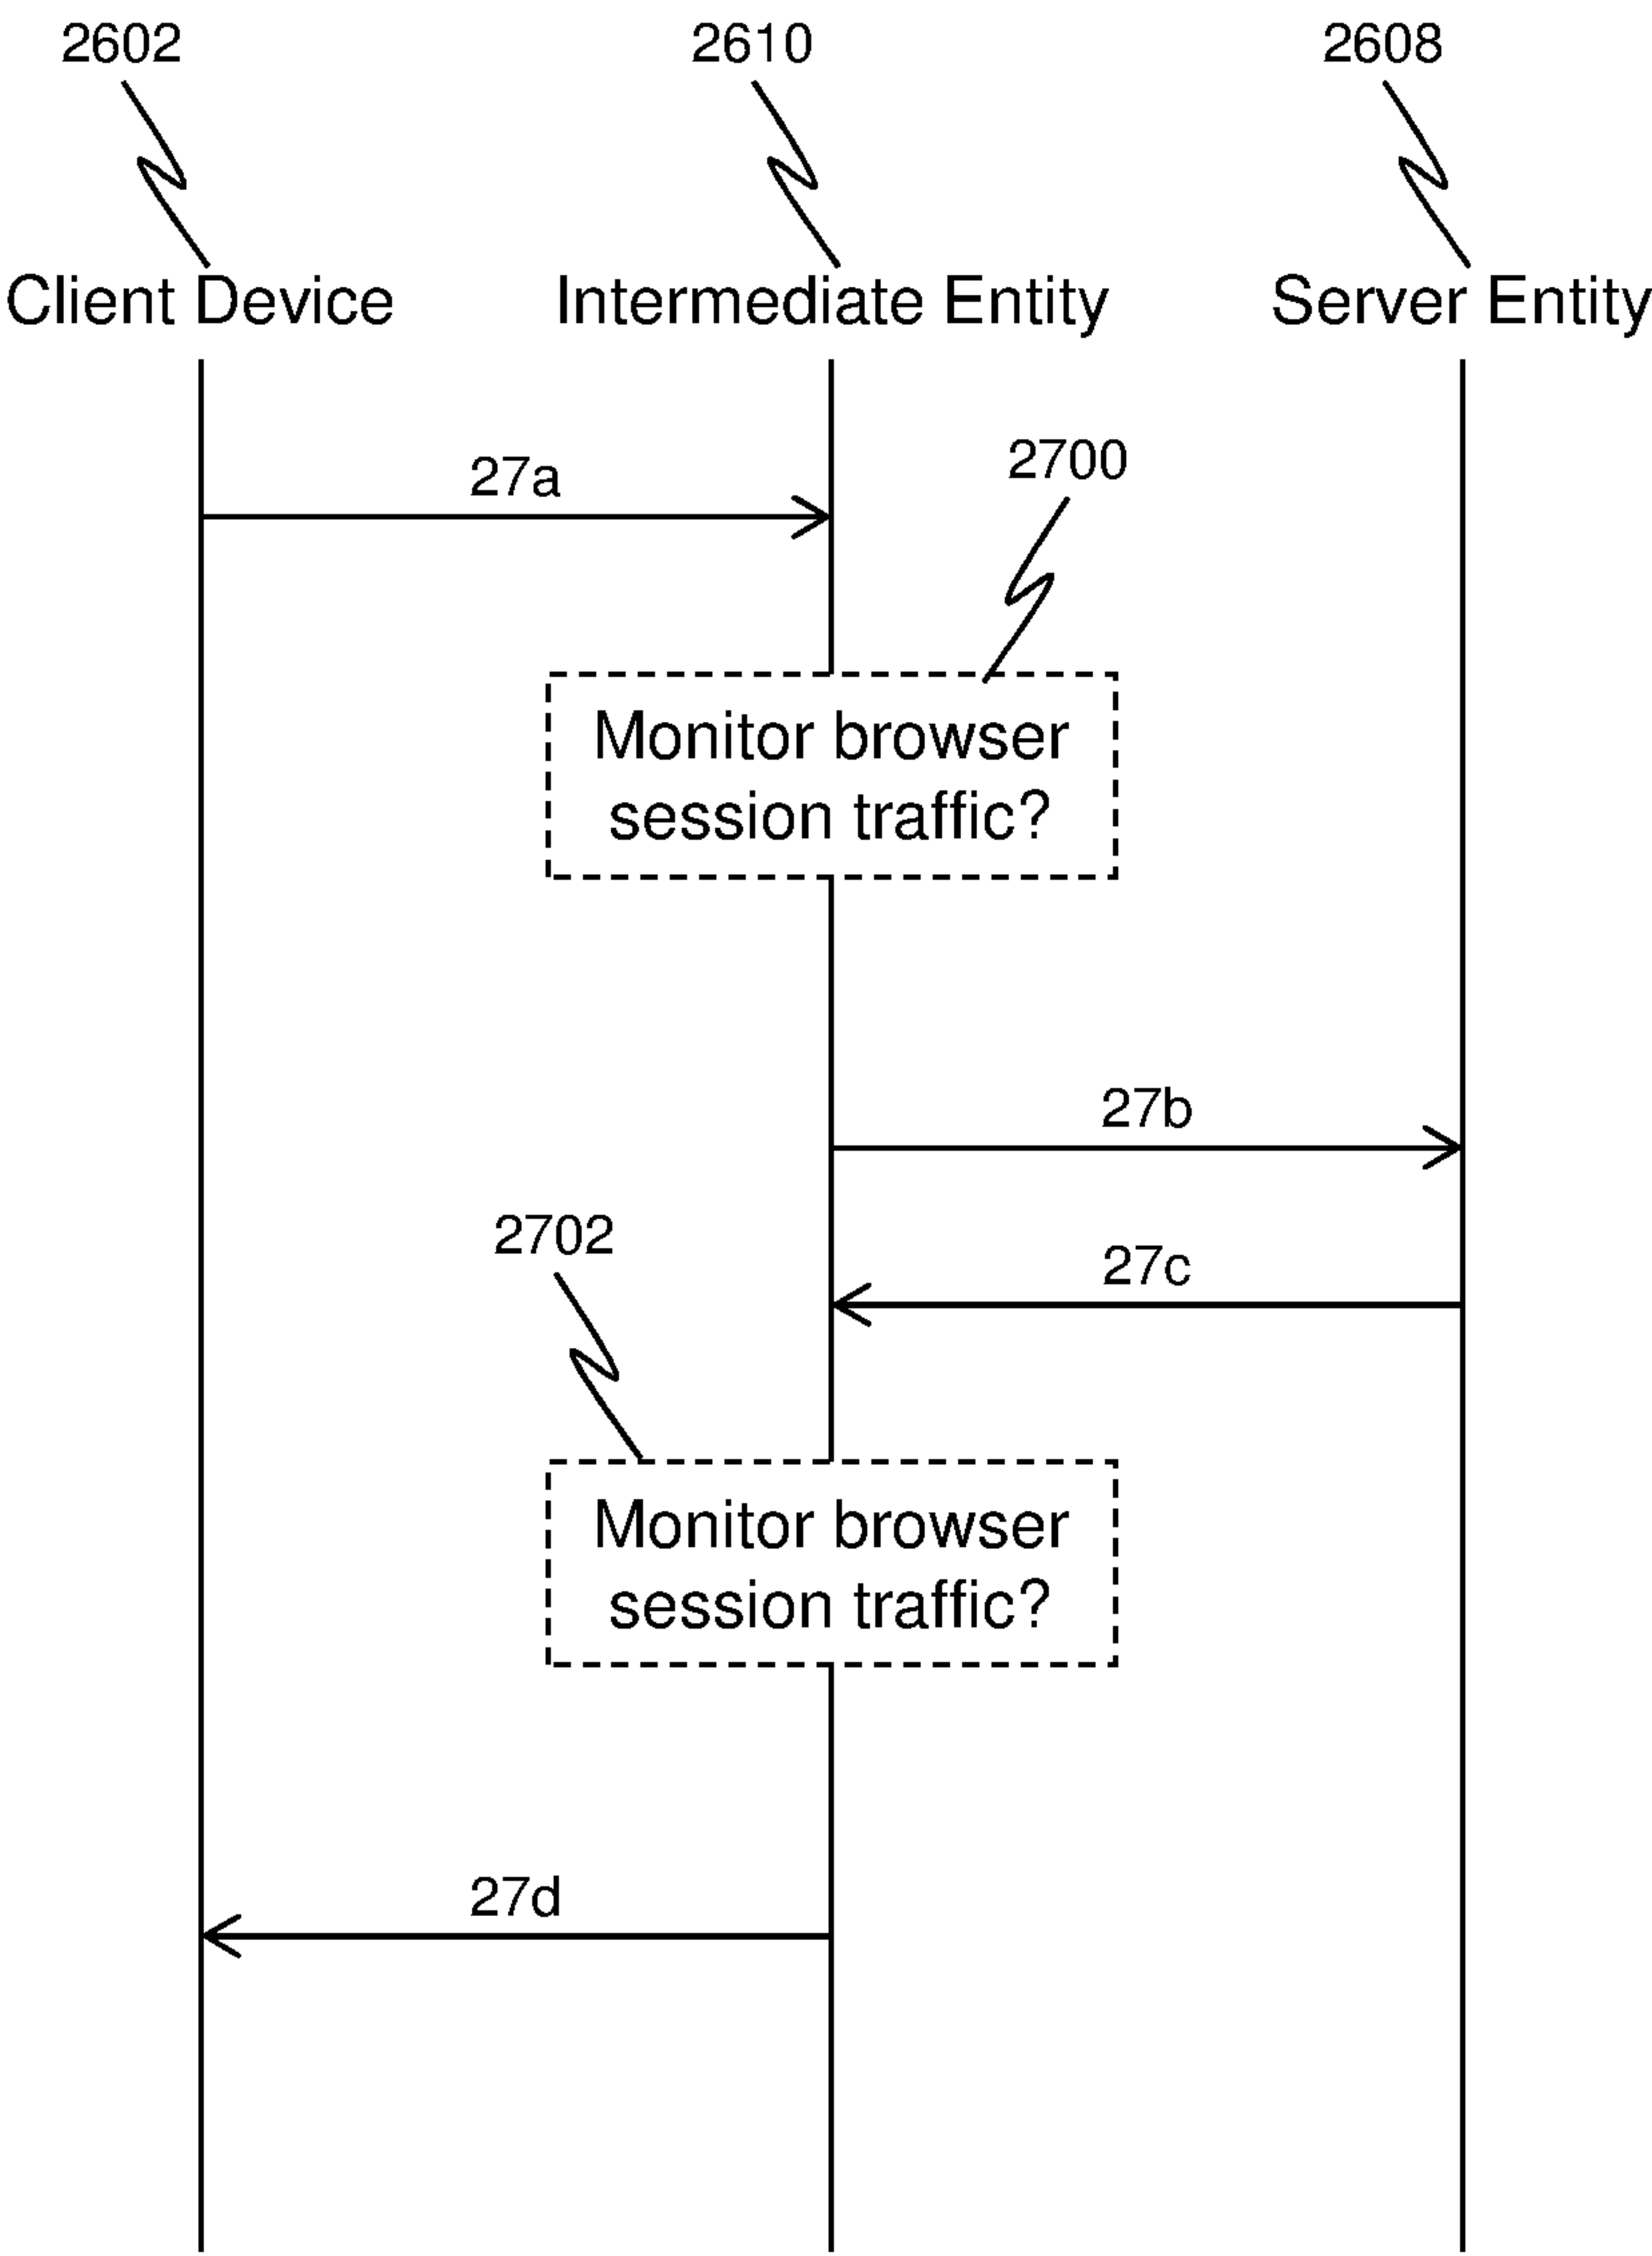 2602 2610 2608
Client Device Intermediate Entity Server Entity
27a
2700
Monitor browser
session traffic?
27b
2702
27c
Monitor browser
session traffic?
27d